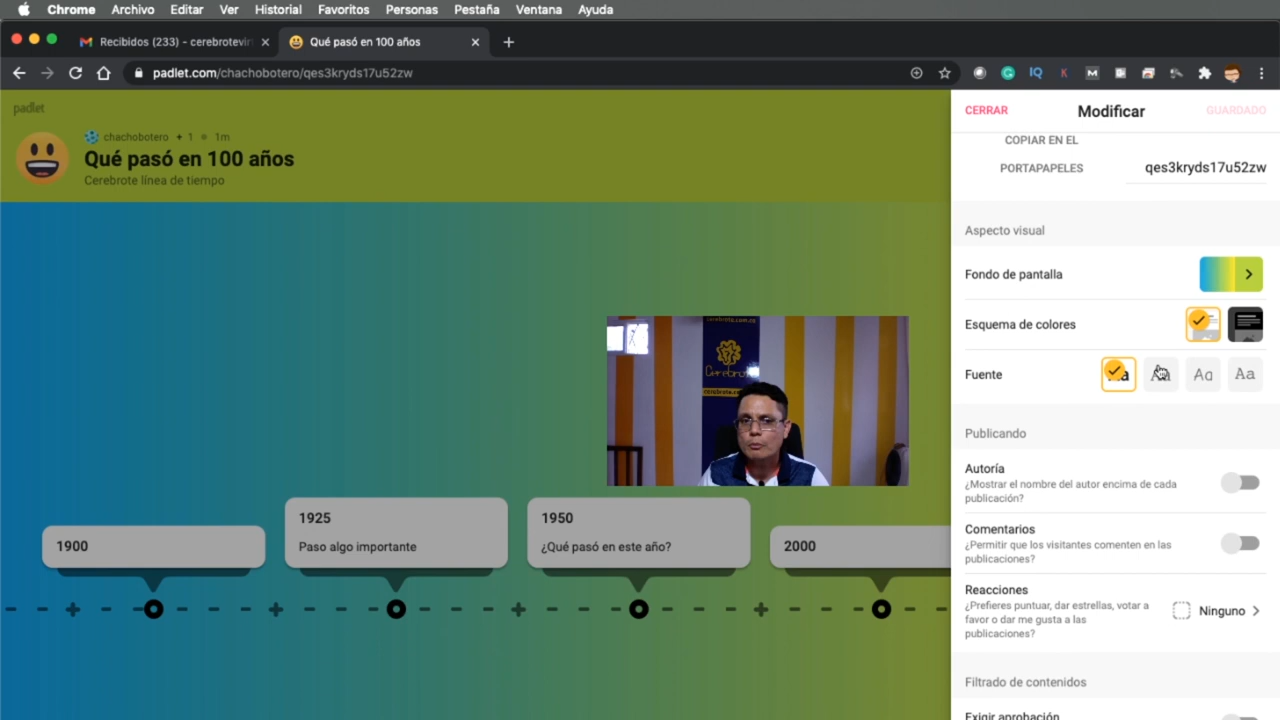 Chrome Archivo Editar Ver Historial Favoritos Personas Pestaña Ventana Ayuda
Recibidos (233) - cerebrotevir
Qué pasó en 100 años
padlet.com/chachobotero/qes3kryds17u52zw
padlet
chachobotero + 1 1m
Qué pasó en 100 años
Cerebrote línea de tiempo
1900
1925
Paso algo importante
1950
¿Qué pasó en este año?
2000
CERRAR
Modificar
GUARDADO
COPIAR EN EL
PORTAPAPELES
qes3kryds17u52zw
Aspecto visual
Fondo de pantalla
Esquema de colores
Fuente
Aa Aa
Publicando
Autoría
¿Mostrar el nombre del autor encima de cada
publicación?
Comentarios
¿Permitir que los visitantes comenten en las
publicaciones?
Reacciones
¿Prefieres puntuar, dar estrellas, votar a
favor o dar me gusta a las
publicaciones?
Ninguno
Filtrado de contenidos
Exigir aprobación